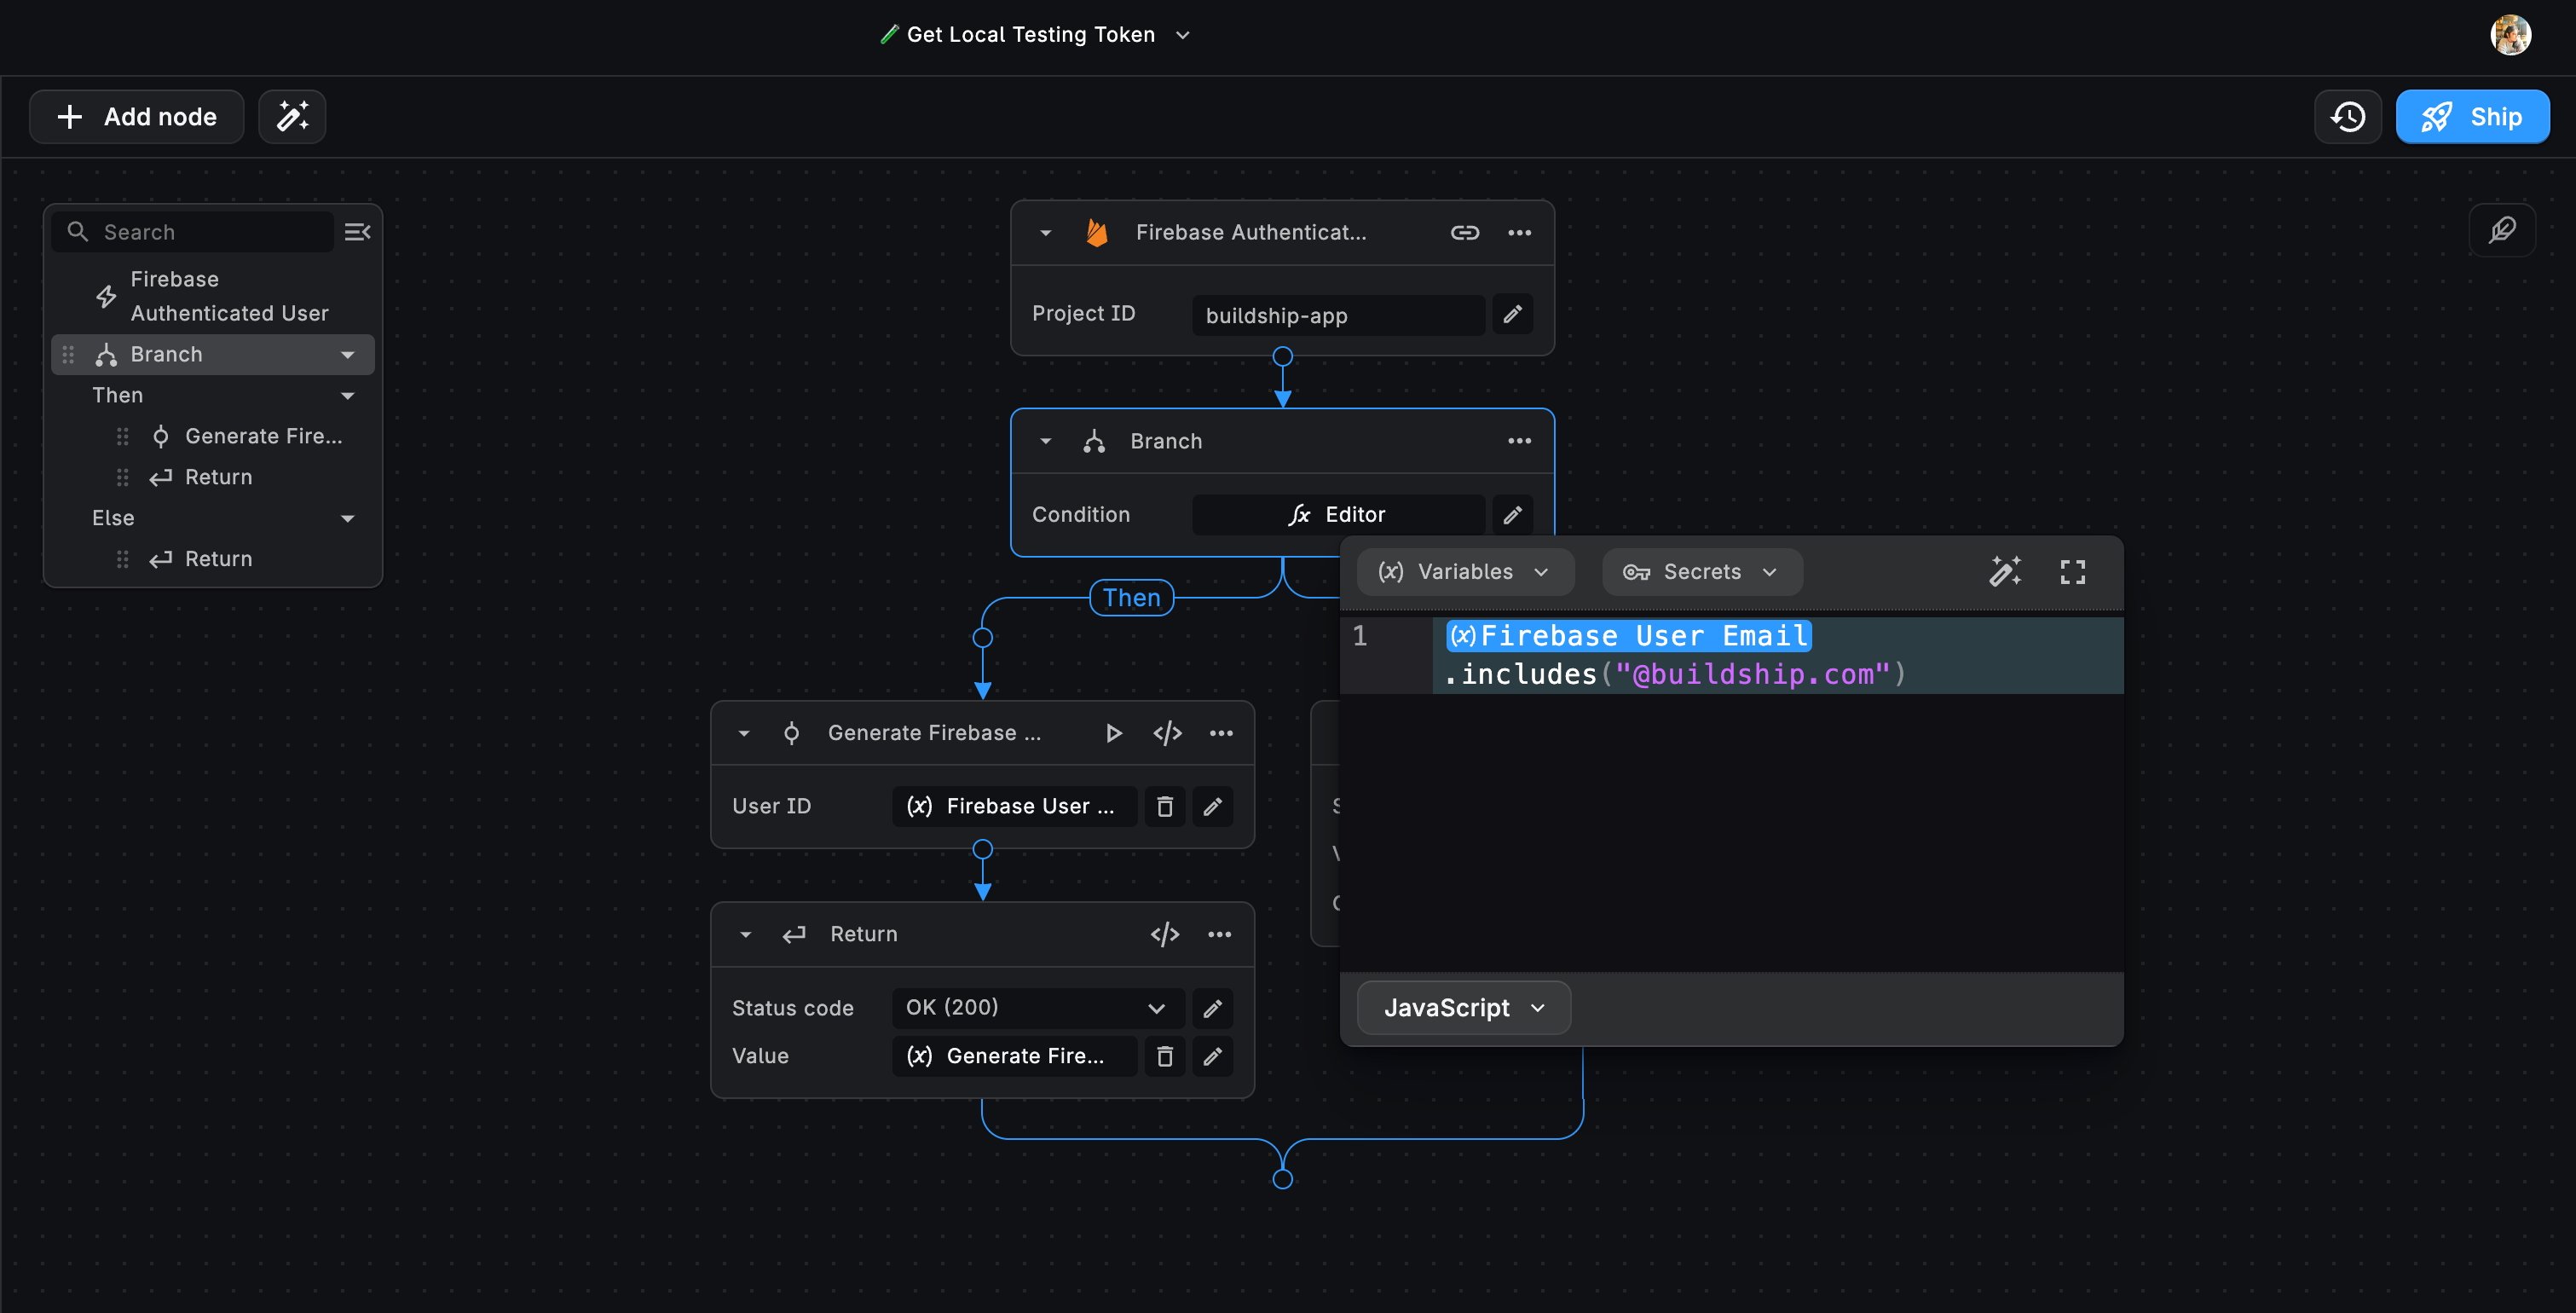 Get Local Testing Token
Add node
Ship
Search
Firebase
Authenticated User
Branch
Then
Generate Fire...
Return
Else
Return
Firebase Authenticat...
Project ID
buildship-app
Branch
Condition
fx Editor
Then
(x) Variables
Secrets
1
(x)Firebase User Email
.includes("@buildship.com")
JavaScript
Generate Firebase ...
User ID
(x) Firebase User ...
Return
Status code
OK (200)
Value
(x) Generate Fire...